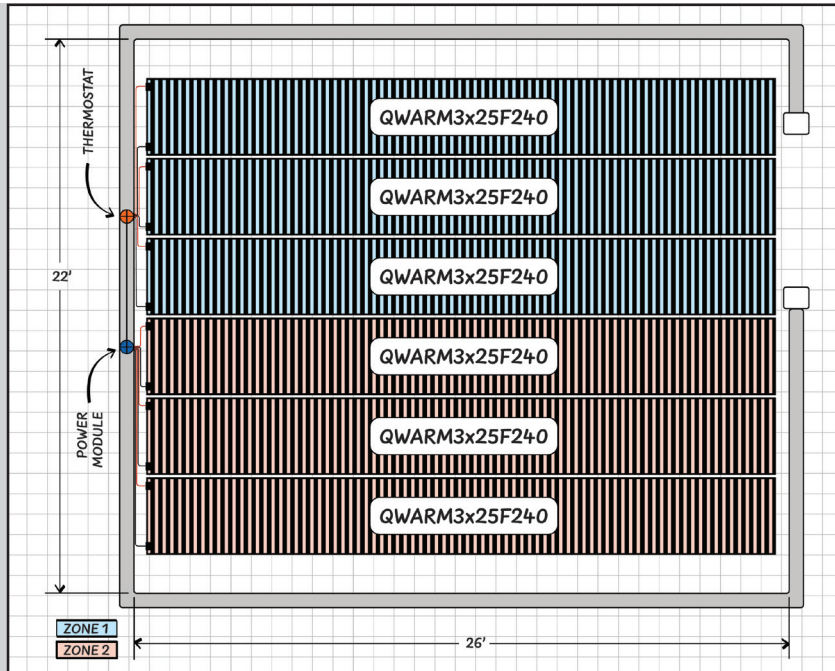 THERMOSTAT
QWARM3x25F240
QWARM3x25F240
22'
QWARM3x25F240
QWARM3x25F240
POWER
MODULE
QWARM3x25F240
QWARM3x25F240
ZONE 1
ZONE 2
26'